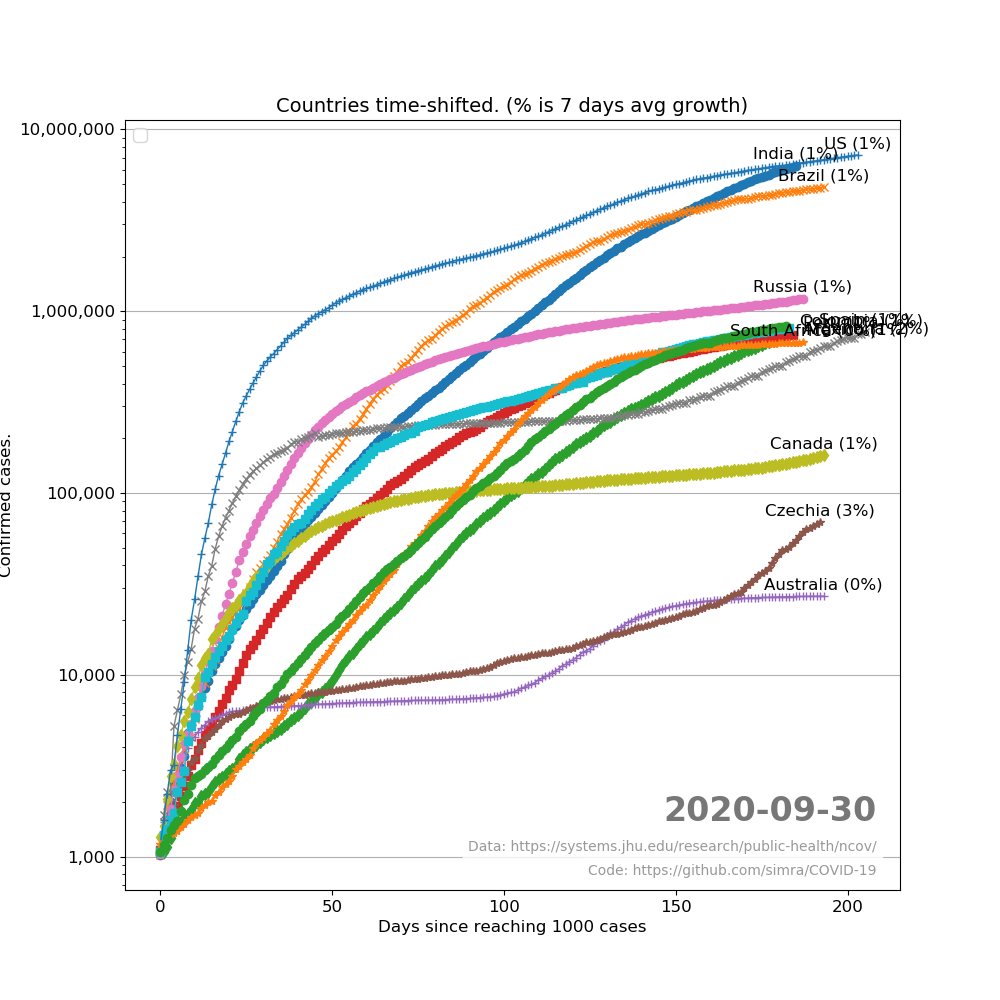 Countries time-shifted. (% is 7 days avg growth)
10,000,000
1,000,000
100,000
10,000
1,000
Confirmed cases.
US (1%)
India (1%)
Brazil (1%)
Russia (1%)
South Africa
Canada (1%)
Czechia (3%)
Australia (0%)
2020-09-30
Data: https://systems.jhu.edu/research/public-health/ncov/
Code: https://github.com/simra/COVID-19
0 50 100 150 200
Days since reaching 1000 cases